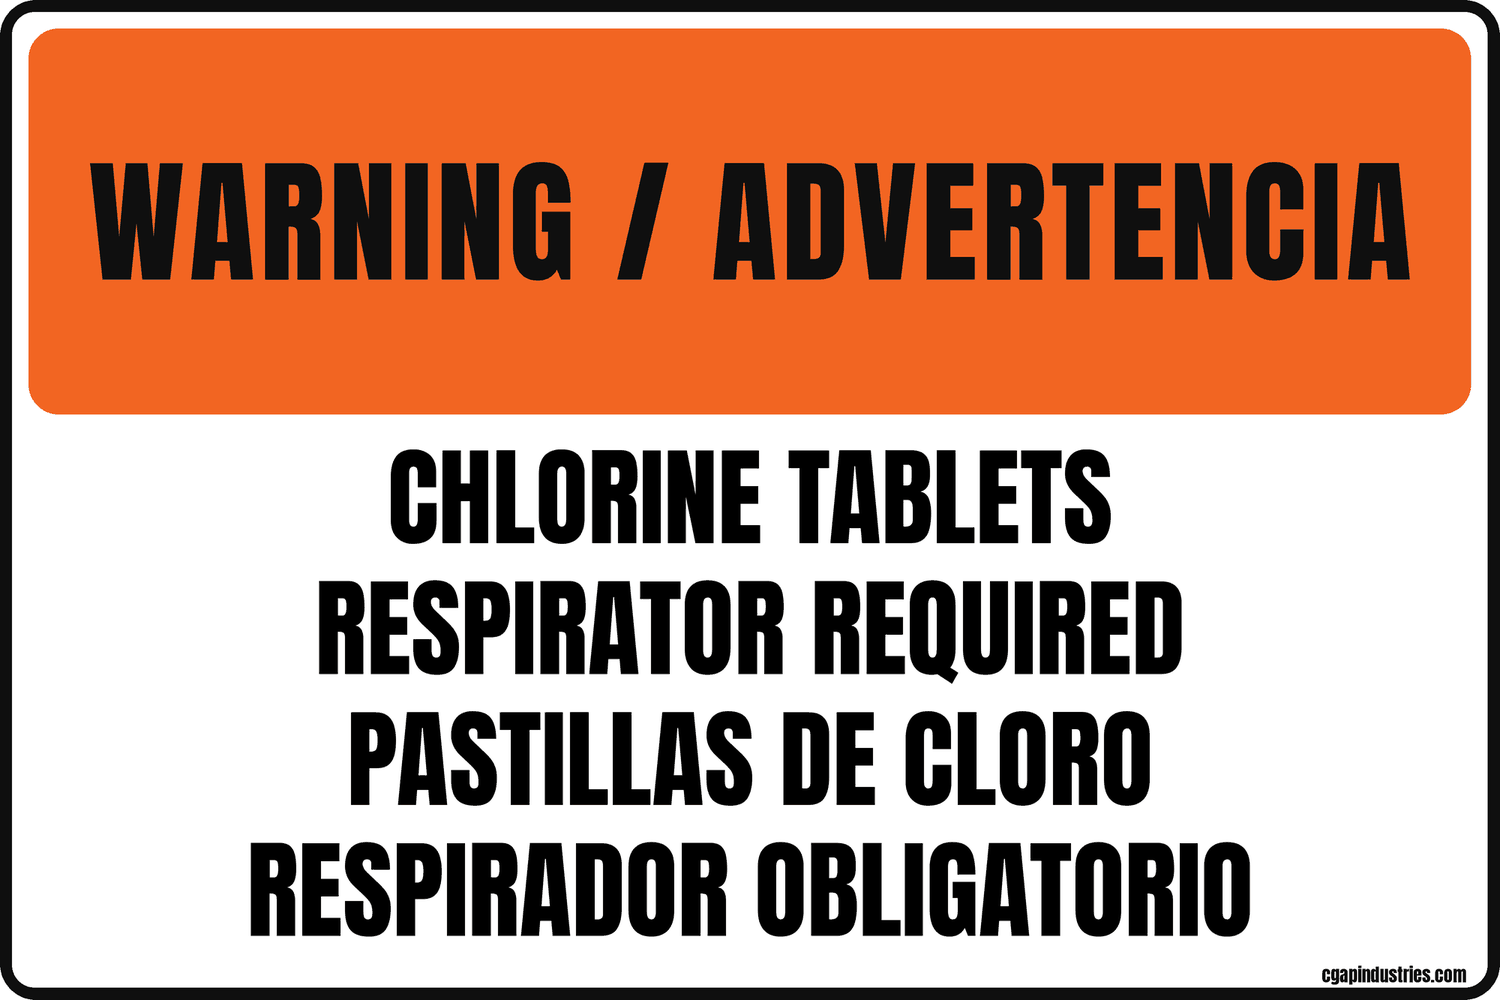 WARNING / ADVERTENCIA
CHLORINE TABLETS
RESPIRATOR REQUIRED
PASTILLAS DE CLORO
RESPIRADOR OBLIGATORIO
cgapindustries.com